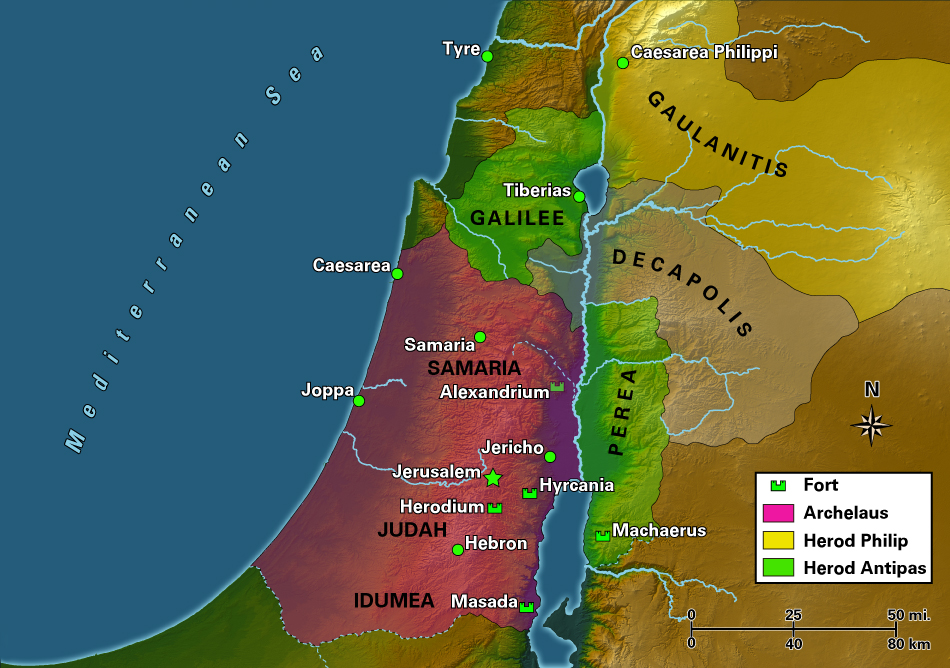 Tyre
Caesarea Philippi
Mediterranean Sea
GAULANITIS
Tiberias
GALILEE
DECAPOLIS
Caesarea
Samaria
SAMARIA
Joppa
Alexandrium
PEREA
N
Jericho
Jerusalem
Hyrcania
Herodium
JUDAH
Machaerus
Hebron
IDUMEA
Masada
Fort
Archelaus
Herod Philip
Herod Antipas
0 25 50 mi.
0 40 80 km